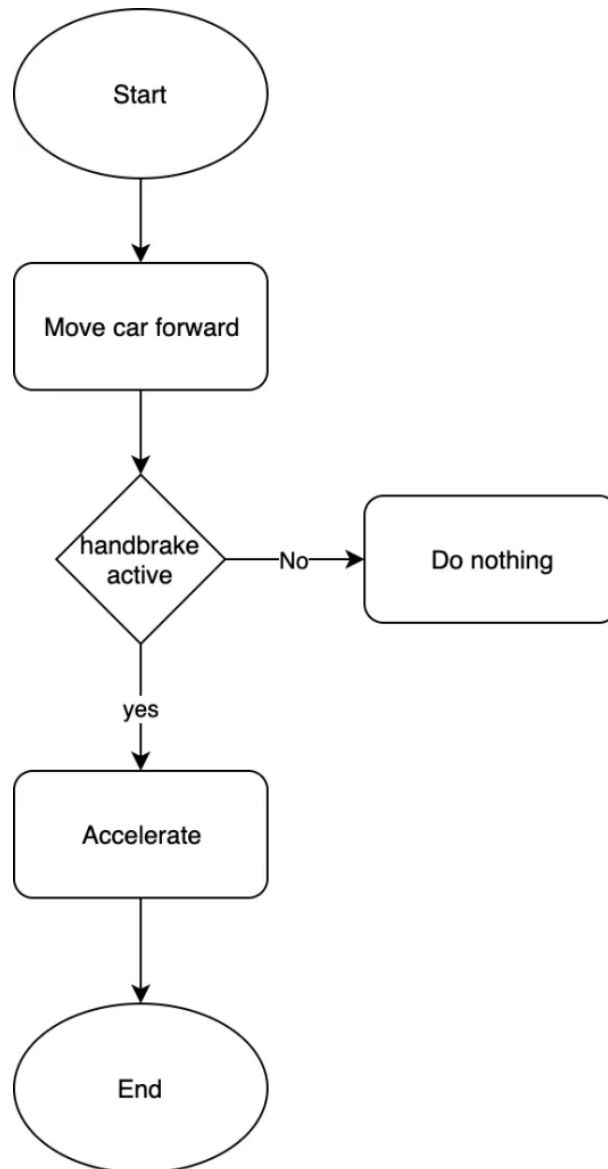 Start
Move car forward
handbrake
active
No
Do nothing
yes
Accelerate
End